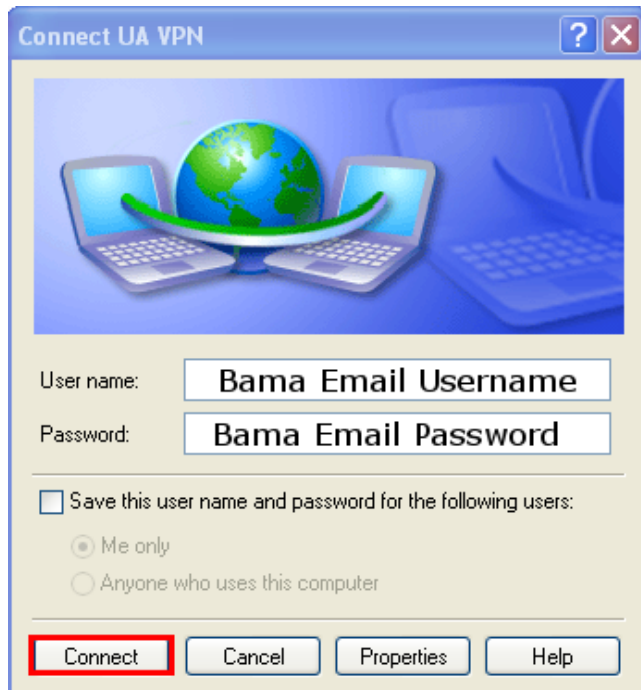 Connect UA VPN
User name: Bama Email Username
Password: Bama Email Password
Save this user name and password for the following users:
Me only
Anyone who uses this computer
Connect Cancel Properties Help